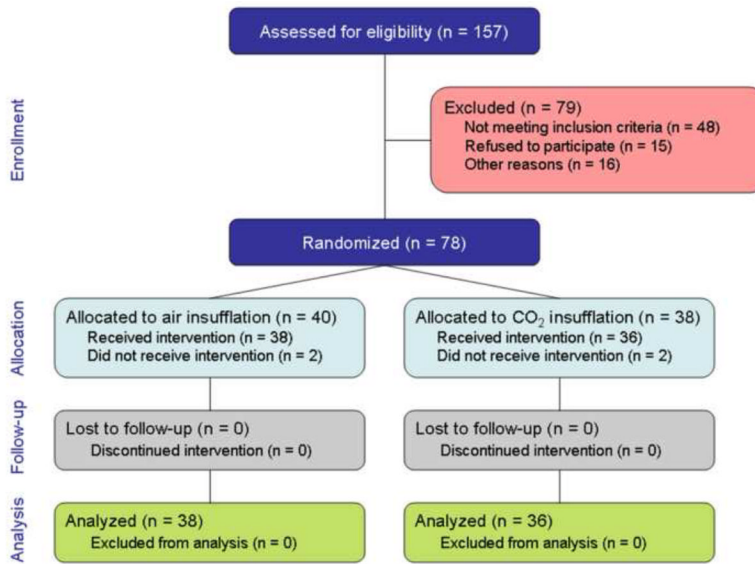 Assessed for eligibility (n = 157)
Enrollment
Excluded (n = 79)
Not meeting inclusion criteria (n = 48)
Refused to participate (n = 15)
Other reasons (n = 16)
Randomized (n = 78)
Allocation
Allocated to air insufflation (n = 40)
Received intervention (n = 38)
Did not receive intervention (n = 2)
Allocated to CO₂ insufflation (n = 38)
Received intervention (n = 36)
Did not receive intervention (n = 2)
Follow-up
Lost to follow-up (n = 0)
Discontinued intervention (n = 0)
Lost to follow-up (n = 0)
Discontinued intervention (n = 0)
Analysis
Analyzed (n = 38)
Excluded from analysis (n = 0)
Analyzed (n = 36)
Excluded from analysis (n = 0)